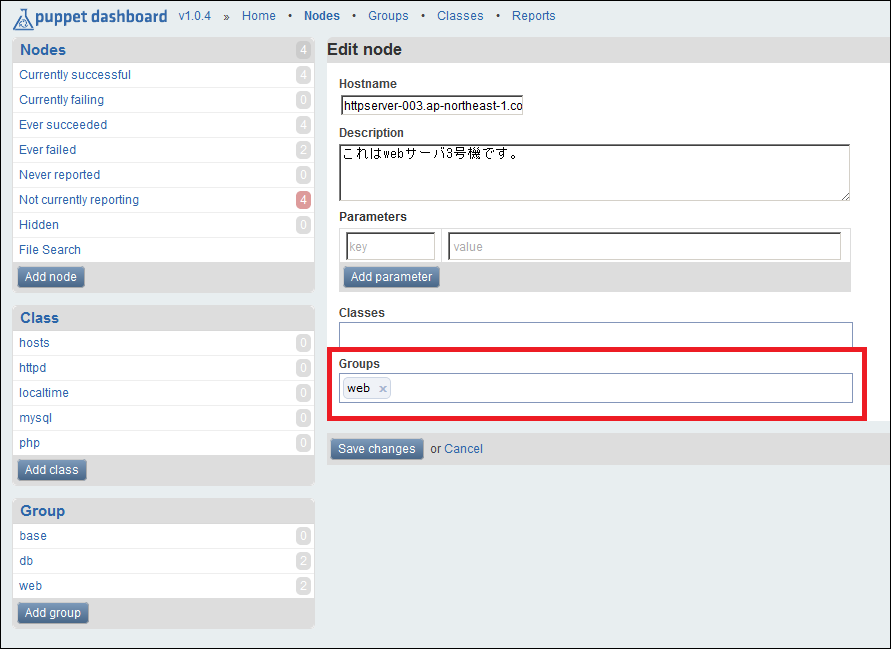 puppet dashboard v1.0.4 » Home • Nodes • Groups • Classes • Reports
Nodes 4
Currently successful 4
Currently failing 0
Ever succeeded 4
Ever failed 2
Never reported 0
Not currently reporting 4
Hidden 0
File Search
Add node
Class
hosts 0
httpd 0
localtime 0
mysql 0
php 0
Add class
Group
base 0
db 2
web 2
Add group
Edit node
Hostname
httpserver-003.ap-northeast-1.co
Description
これはwebサーバ3号機です。
Parameters
key value
Add parameter
Classes
Groups
web x
Save changes or Cancel